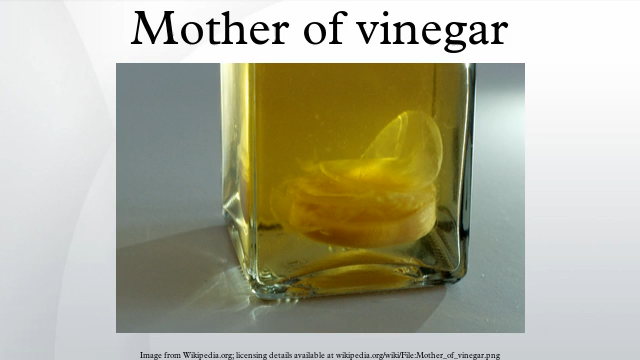 Mother of vinegar
Image from Wikipedia.org; licensing details available at wikipedia.org/wiki/File:Mother_of_vinegar.png